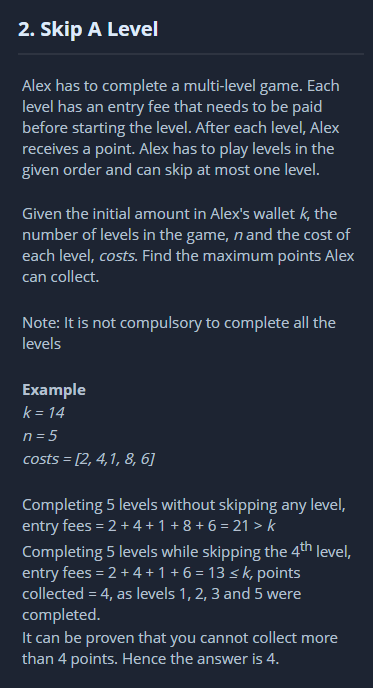 2. Skip A Level
Alex has to complete a multi-level game. Each
level has an entry fee that needs to be paid
before starting the level. After each level, Alex
receives a point. Alex has to play levels in the
given order and can skip at most one level.
Given the initial amount in Alex's wallet k, the
number of levels in the game, n and the cost of
each level, costs. Find the maximum points Alex
can collect.
Note: It is not compulsory to complete all the
levels
Example
k = 14
n = 5
costs = [2, 4,1, 8, 6]
Completing 5 levels without skipping any level,
entry fees = 2 + 4 + 1 + 8 + 6 = 21 > k
Completing 5 levels while skipping the 4th level,
entry fees = 2 + 4 + 1 + 6 = 13 ≤ k, points
collected = 4, as levels 1, 2, 3 and 5 were
completed.
It can be proven that you cannot collect more
than 4 points. Hence the answer is 4.